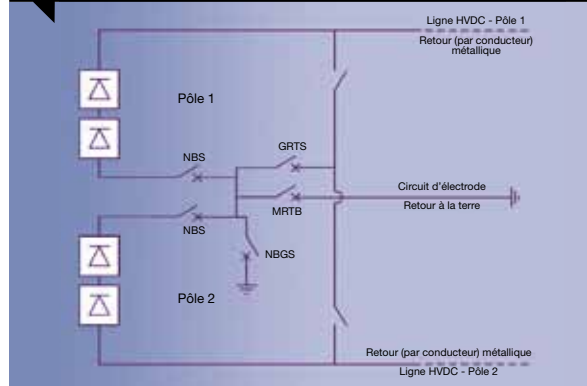 Ligne HVDC - Pôle 1
Retour (par conducteur)
métallique
Pôle 1
GRTS
NBS
Circuit d'électrode
MRTB
Retour à la terre
NBS
NBGS
Pôle 2
Retour (par conducteur) métallique
Ligne HVDC - Pôle 2